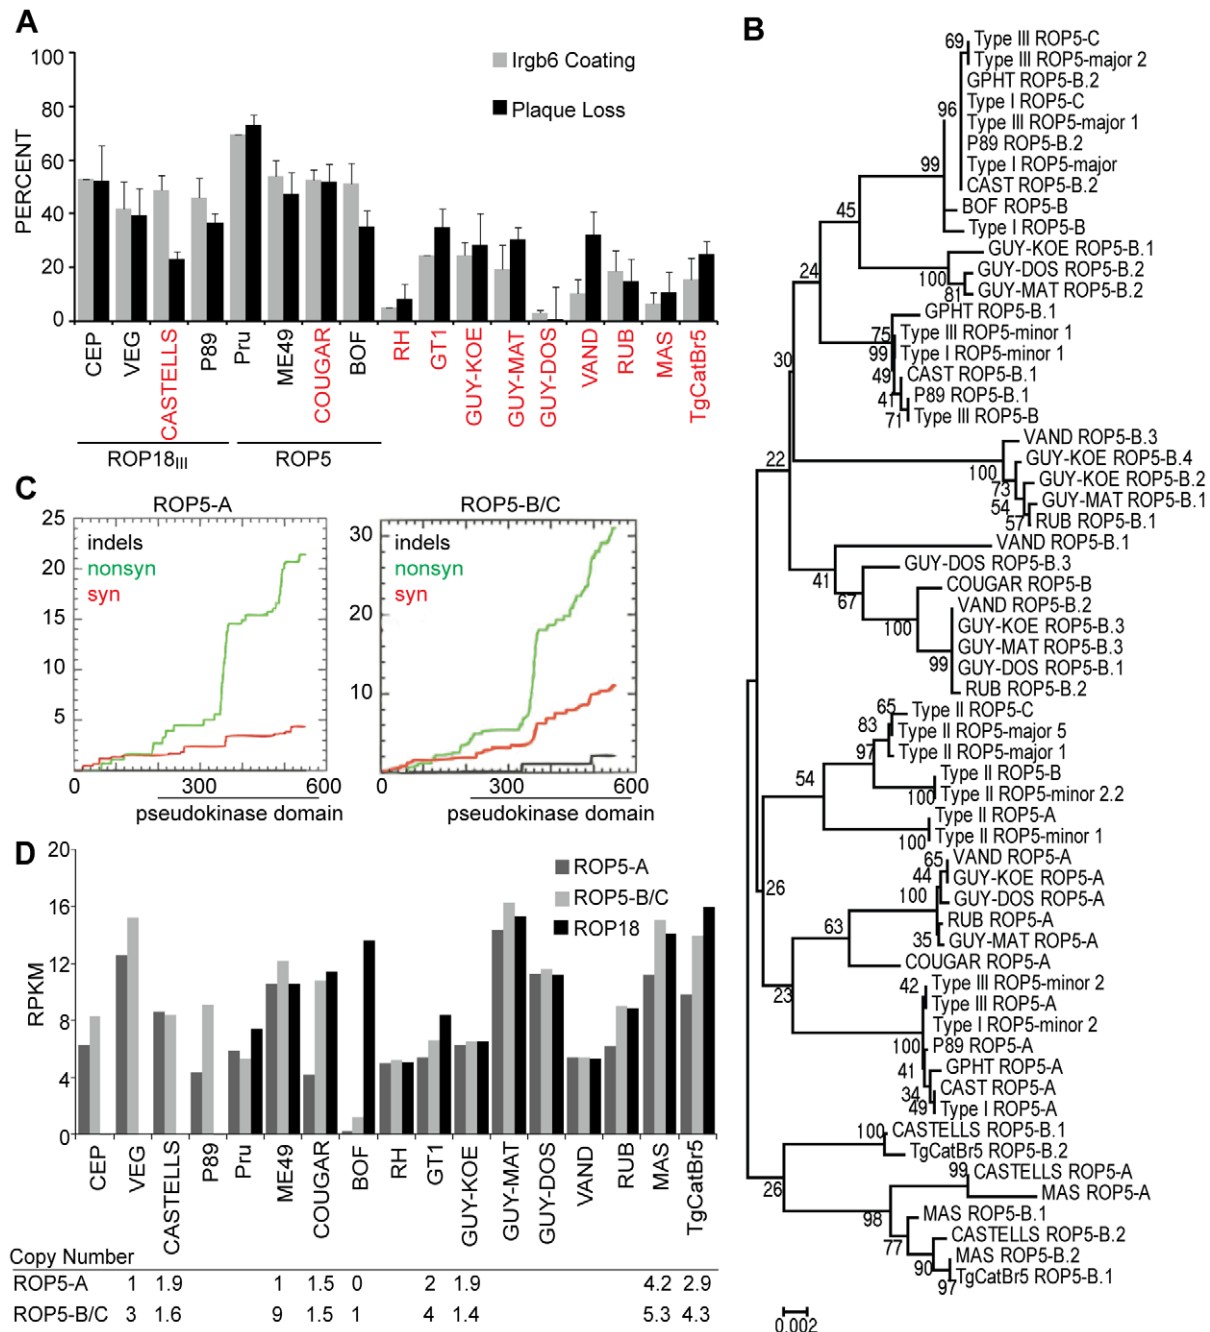 A
100
80
60
40
20
0
PERCENT
Irgb6 Coating
Plaque Loss
CEP
VEG
CASTELLS
P89
Pru
ME49
COUGAR
BOF
RH
GT1
GUY-KOE
GUY-MAT
GUY-DOS
VAND
RUB
MAS
TgCatBr5
ROP18III
ROP5
B
69
Type III ROP5-C
Type III ROP5-major 2
GPHT ROP5-B.2
Type I ROP5-C
96
Type III ROP5-major 1
P89 ROP5-B.2
99
Type I ROP5-major
CAST ROP5-B.2
BOF ROP5-B
45
Type I ROP5-B
GUY-KOE ROP5-B.1
24
100
GUY-DOS ROP5-B.2
81
GUY-MAT ROP5-B.2
GPHT ROP5-B.1
75
Type III ROP5-minor 1
99
Type I ROP5-minor 1
30
49
CAST ROP5-B.1
41
P89 ROP5-B.1
71
Type III ROP5-B
VAND ROP5-B.3
22
100
GUY-KOE ROP5-B.4
73
GUY-KOE ROP5-B.2
54
GUY-MAT ROP5-B.1
57
RUB ROP5-B.1
VAND ROP5-B.1
41
GUY-DOS ROP5-B.3
67
COUGAR ROP5-B
VAND ROP5-B.2
100
GUY-KOE ROP5-B.3
GUY-MAT ROP5-B.3
99
GUY-DOS ROP5-B.1
RUB ROP5-B.2
65
Type II ROP5-C
83
Type II ROP5-major 5
97
Type II ROP5-major 1
54
Type II ROP5-B
100
Type II ROP5-minor 2.2
Type II ROP5-A
100
Type II ROP5-minor 1
65
VAND ROP5-A
44
GUY-KOE ROP5-A
26
100
GUY-DOS ROP5-A
63
RUB ROP5-A
35
GUY-MAT ROP5-A
COUGAR ROP5-A
23
42
Type III ROP5-minor 2
Type III ROP5-A
Type I ROP5-minor 2
100
P89 ROP5-A
41
GPHT ROP5-A
34
CAST ROP5-A
49
Type I ROP5-A
100
CASTELLS ROP5-B.1
TgCatBr5 ROP5-B.2
26
99
CASTELLS ROP5-A
MAS ROP5-A
98
MAS ROP5-B.1
77
CASTELLS ROP5-B.2
90
MAS ROP5-B.2
97
TgCatBr5 ROP5-B.1
0.002
C
ROP5-A
25
20
15
10
5
indels
nonsyn
syn
0
300
600
pseudokinase domain
ROP5-B/C
30
20
10
indels
nonsyn
syn
0
300
600
pseudokinase domain
D
20
16
12
8
4
0
RPKM
ROP5-A
ROP5-B/C
ROP18
CEP
VEG
CASTELLS
P89
Pru
ME49
COUGAR
BOF
RH
GT1
GUY-KOE
GUY-MAT
GUY-DOS
VAND
RUB
MAS
TgCatBr5
Copy Number
ROP5-A 1 1.9 1 1.5 0 2 1.9 4.2 2.9
ROP5-B/C 3 1.6 9 1.5 1 4 1.4 5.3 4.3